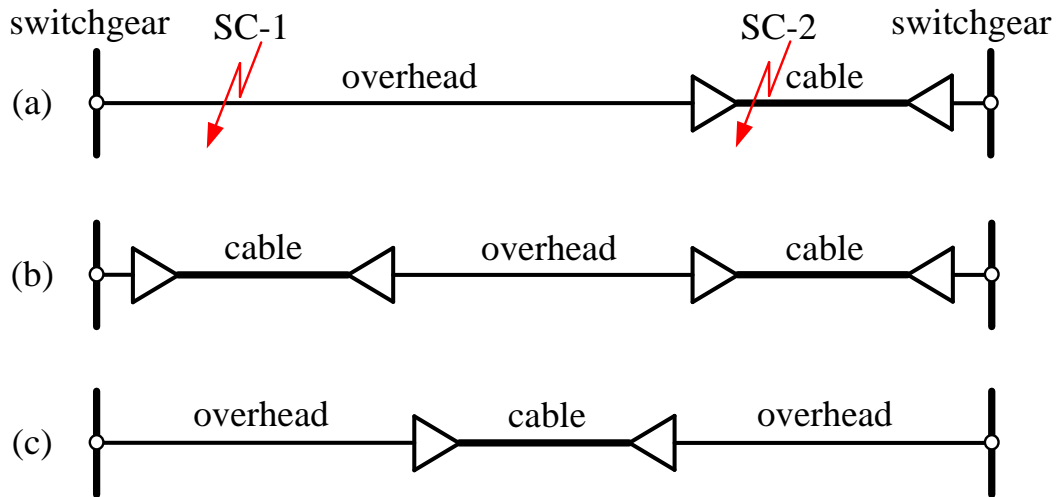 switchgear SC-1 SC-2 switchgear
(a) overhead cable
(b) cable overhead cable
(c) overhead cable overhead